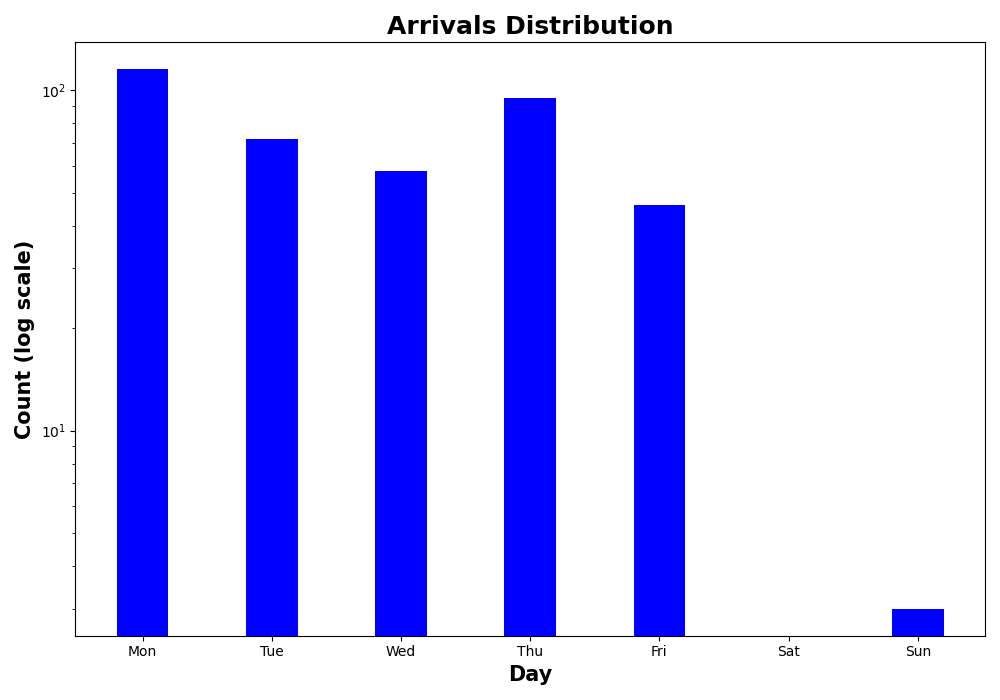 Arrivals Distribution
Count (log scale)
10²
10¹
Mon Tue Wed Thu Fri Sat Sun
Day